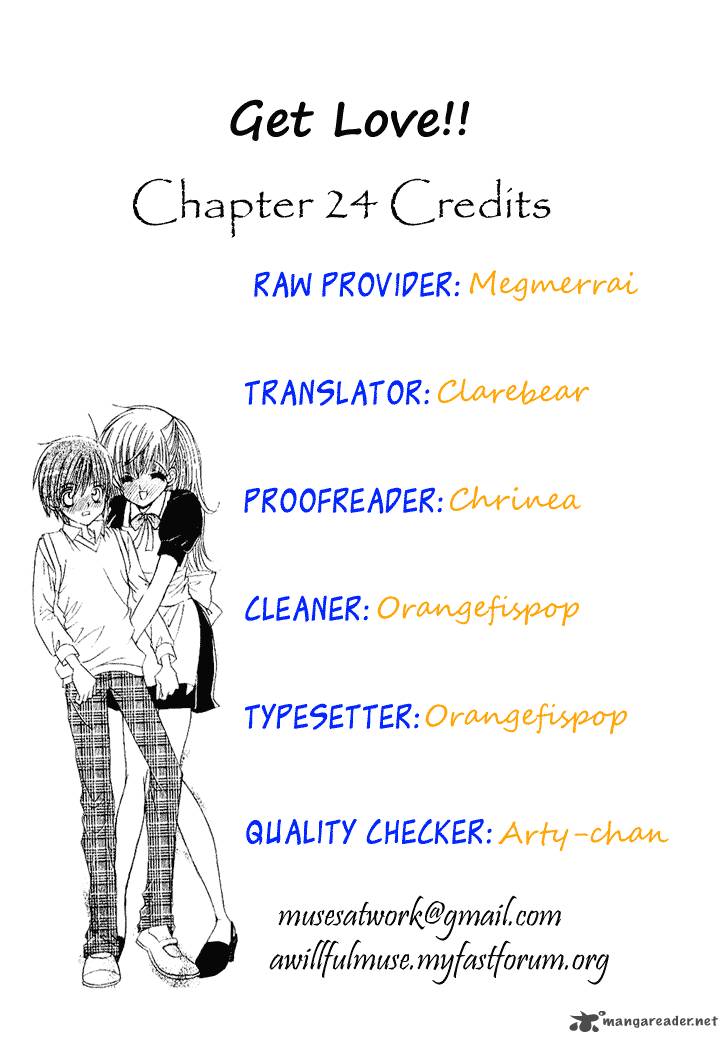 Get Love!!
Chapter 24 Credits
RAW PROVIDER: Megmerrai
TRANSLATOR: Clarebear
PROOFREADER: Chrinea
CLEANER: Orangefispop
TYPESETTER: Orangefispop
QUALITY CHECKER: Arty-chan
musesatwork@gmail.com
awillfulmuse.myfastforum.org
mangareader.net